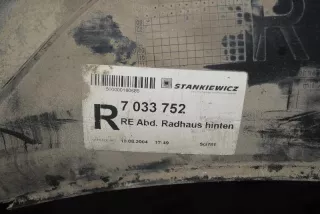 STANKIEWICZ
R
7 033 752
RE Abd. Radhaus hinten
R